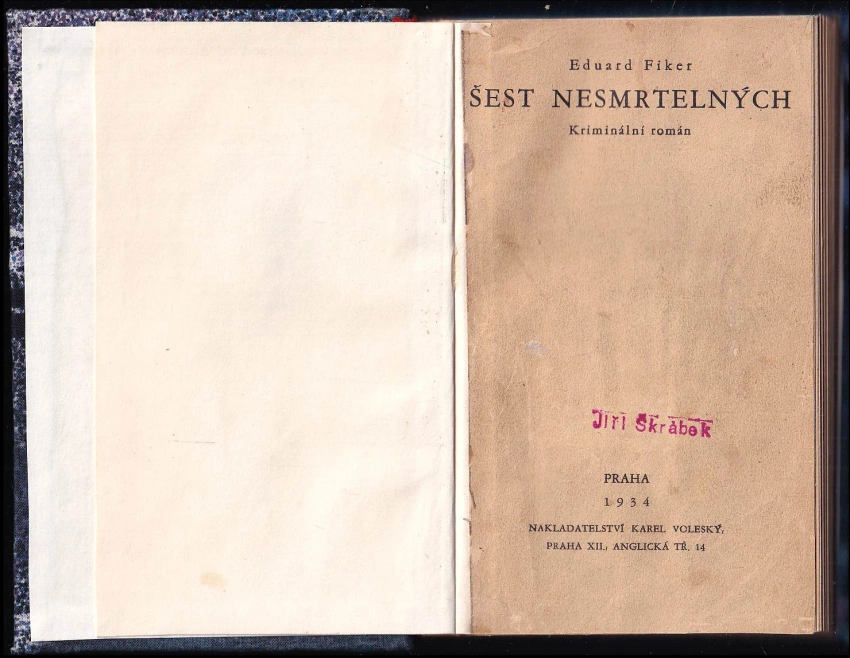 Eduard Fiker
ŠEST NESMRTELNÝCH
Kriminální román
Jiří Škrábek
PRAHA
1934
NAKLADATELSTVÍ KAREL VOLESKÝ,
PRAHA XII, ANGLICKÁ TŘ. 14